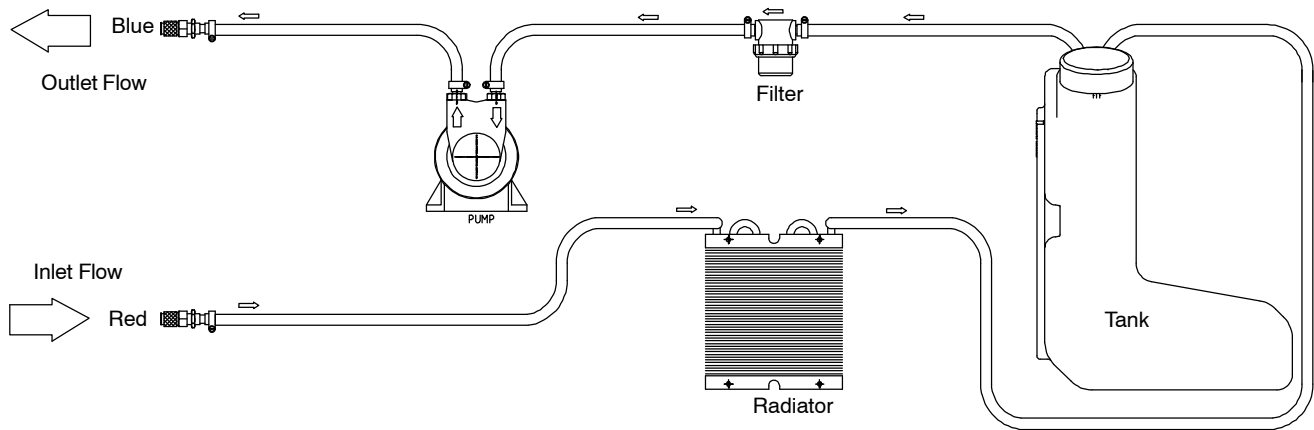 Blue
Outlet Flow
Filter
PUMP
Inlet Flow
Red
Tank
Radiator